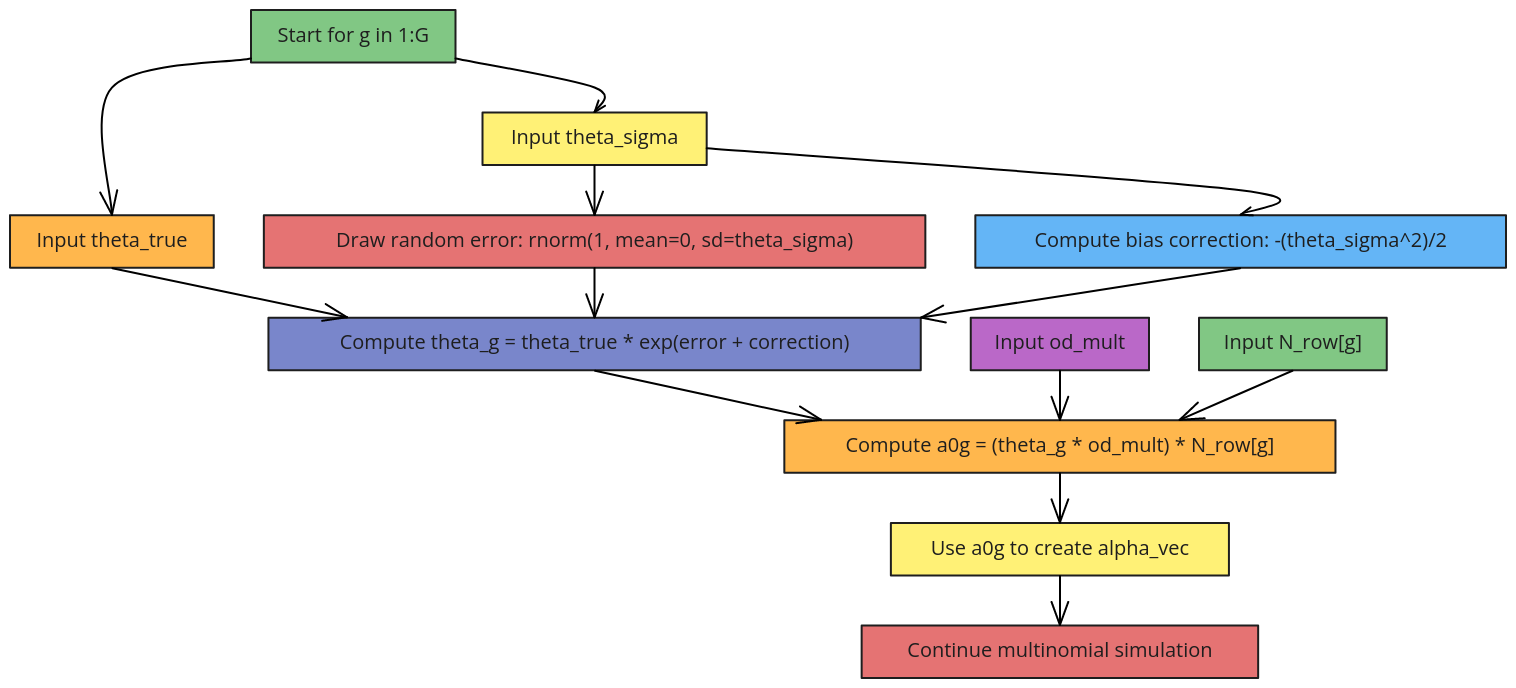 Start for g in 1:G
Input theta_sigma
Input theta_true
Draw random error: rnorm(1, mean=0, sd=theta_sigma)
Compute bias correction: -(theta_sigma^2)/2
Compute theta_g = theta_true * exp(error + correction)
Input od_mult
Input N_row[g]
Compute a0g = (theta_g * od_mult) * N_row[g]
Use a0g to create alpha_vec
Continue multinomial simulation